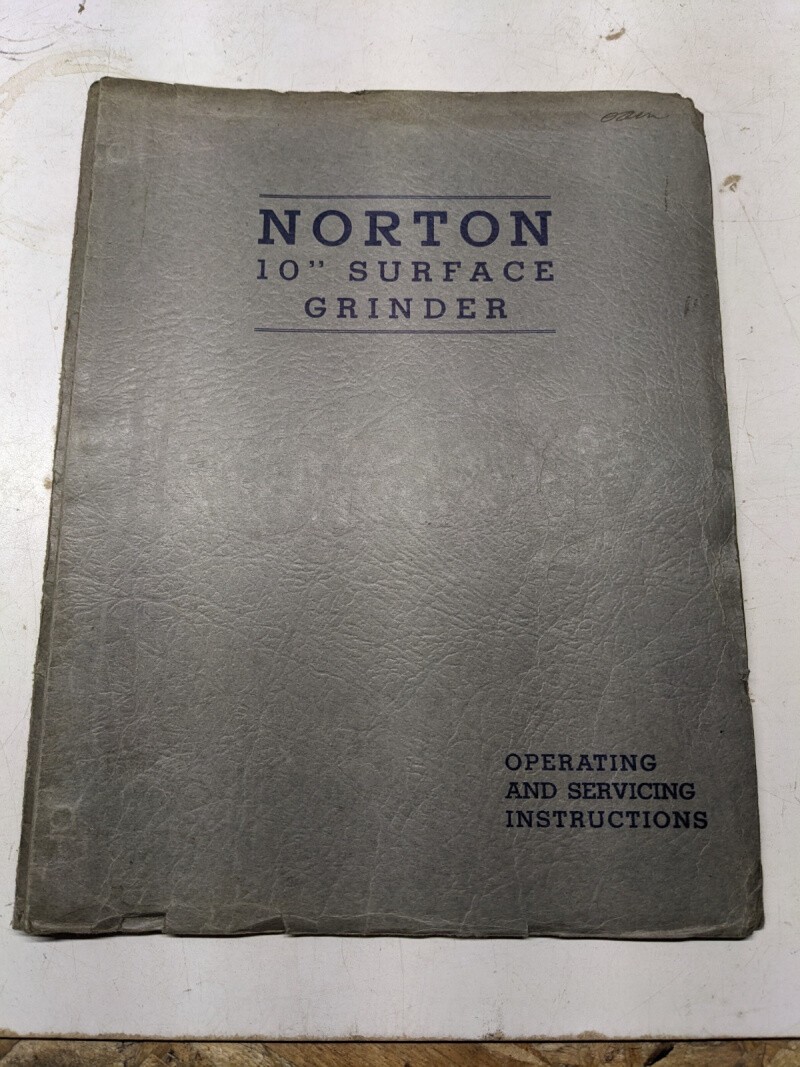 NORTON
10” SURFACE
GRINDER
OPERATING
AND SERVICING
INSTRUCTIONS